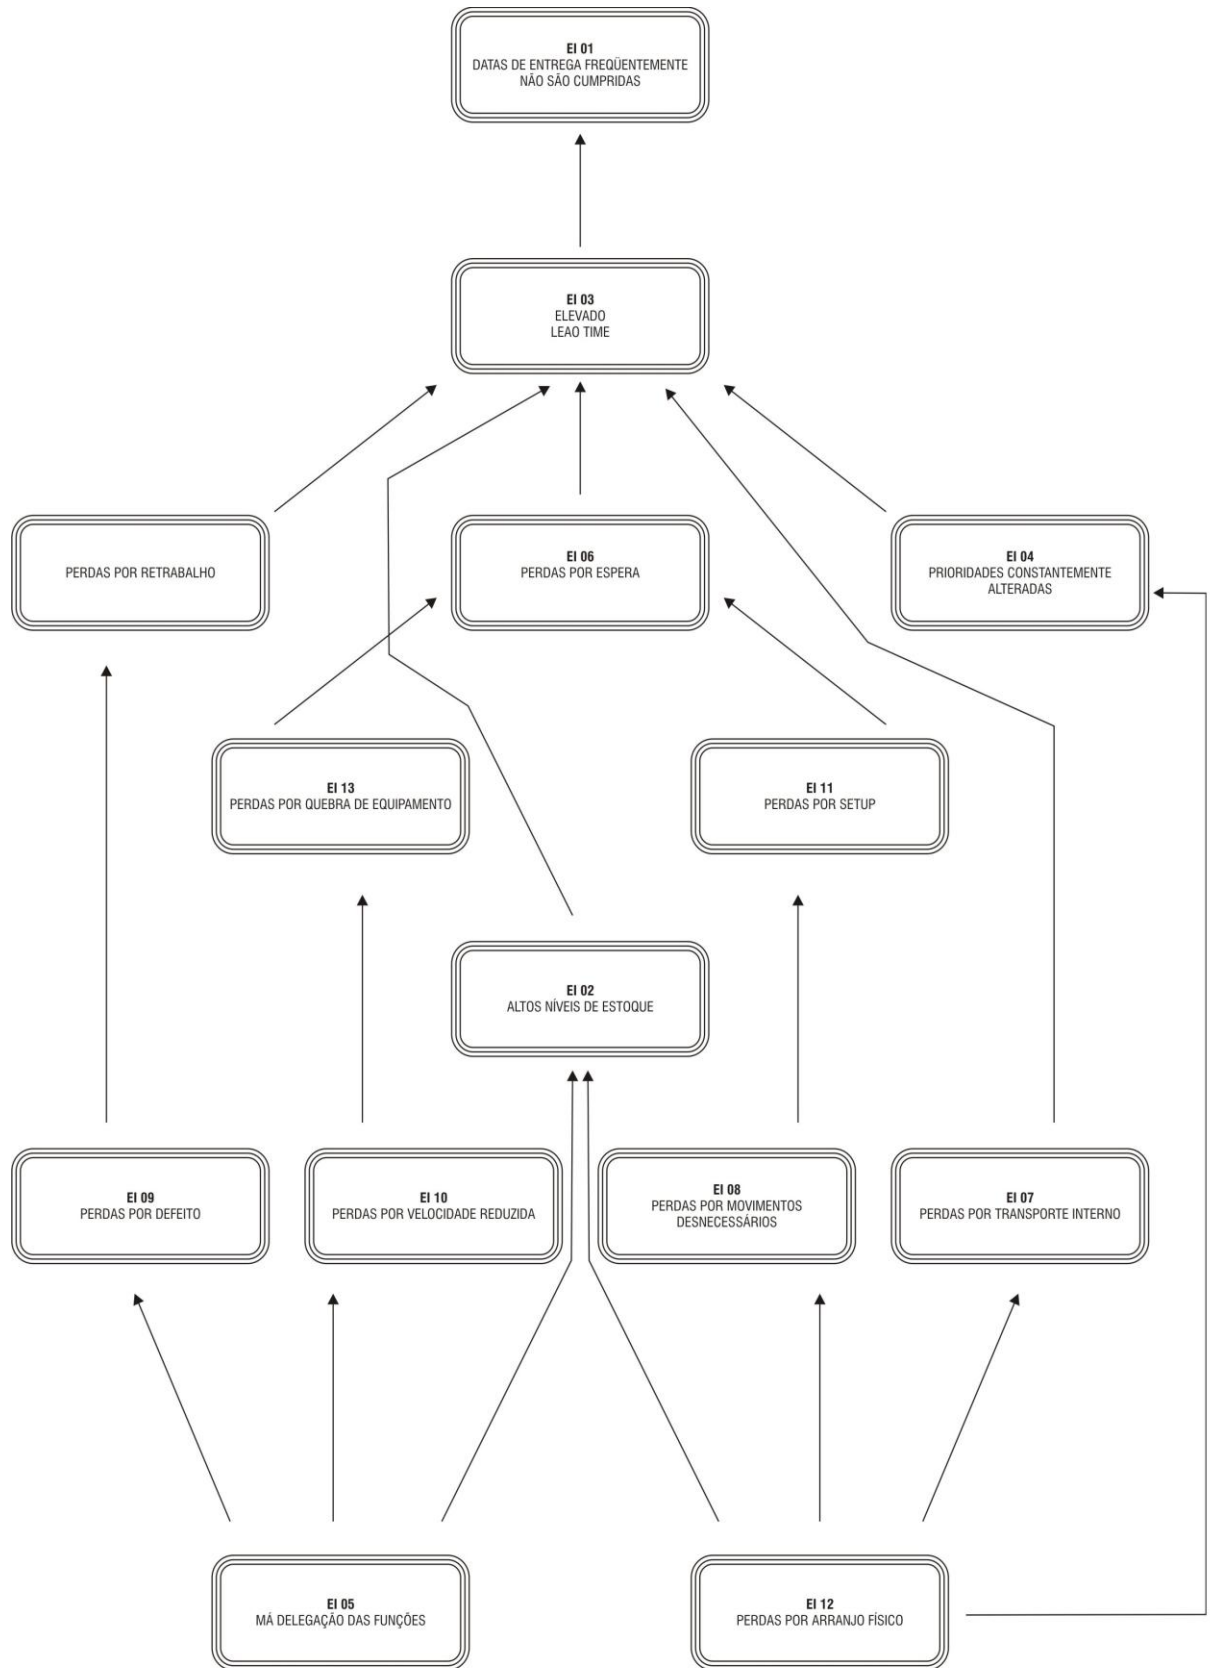 EI 01
DATAS DE ENTREGA FREQÜENTEMENTE
NÃO SÃO CUMPRIDAS
EI 03
ELEVADO
LEAO TIME
PERDAS POR RETRABALHO
EI 06
PERDAS POR ESPERA
EI 04
PRIORIDADES CONSTANTEMENTE
ALTERADAS
EI 13
PERDAS POR QUEBRA DE EQUIPAMENTO
EI 11
PERDAS POR SETUP
EI 02
ALTOS NÍVEIS DE ESTOQUE
EI 09
PERDAS POR DEFEITO
EI 10
PERDAS POR VELOCIDADE REDUZIDA
EI 08
PERDAS POR MOVIMENTOS
DESNECESSÁRIOS
EI 07
PERDAS POR TRANSPORTE INTERNO
EI 05
MÁ DELEGAÇÃO DAS FUNÇÕES
EI 12
PERDAS POR ARRANJO FÍSICO